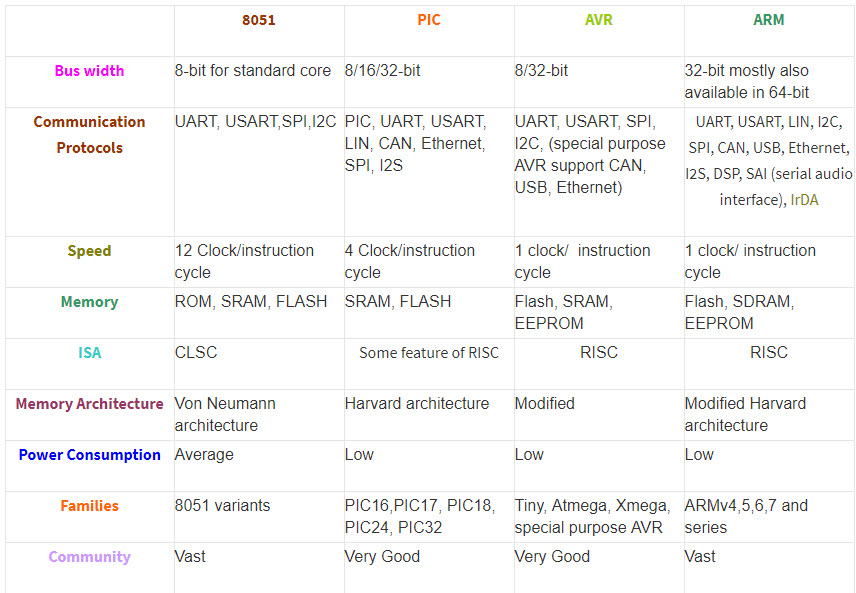 8051 PIC AVR ARM
Bus width 8-bit for standard core 8/16/32-bit 8/32-bit 32-bit mostly also
available in 64-bit
Communication
Protocols
UART, USART,SPI,I2C
PIC, UART, USART,
LIN, CAN, Ethernet,
SPI, I2S
UART, USART, SPI,
I2C, (special purpose
AVR support CAN,
USB, Ethernet)
UART, USART, LIN, I2C,
SPI, CAN, USB, Ethernet,
I2S, DSP, SAI (serial audio
interface), IrDA
Speed
12 Clock/instruction
cycle
4 Clock/instruction
cycle
1 clock/ instruction
cycle
1 clock/ instruction
cycle
Memory
ROM, SRAM, FLASH
SRAM, FLASH
Flash, SRAM,
EEPROM
Flash, SDRAM,
EEPROM
ISA CLSC Some feature of RISC RISC RISC
Memory Architecture
Von Neumann
architecture
Harvard architecture
Modified
Modified Harvard
architecture
Power Consumption Average Low Low Low
Families
8051 variants
PIC16,PIC17, PIC18,
PIC24, PIC32
Tiny, Atmega, Xmega,
special purpose AVR
ARMv4,5,6,7 and
series
Community Vast Very Good Very Good Vast